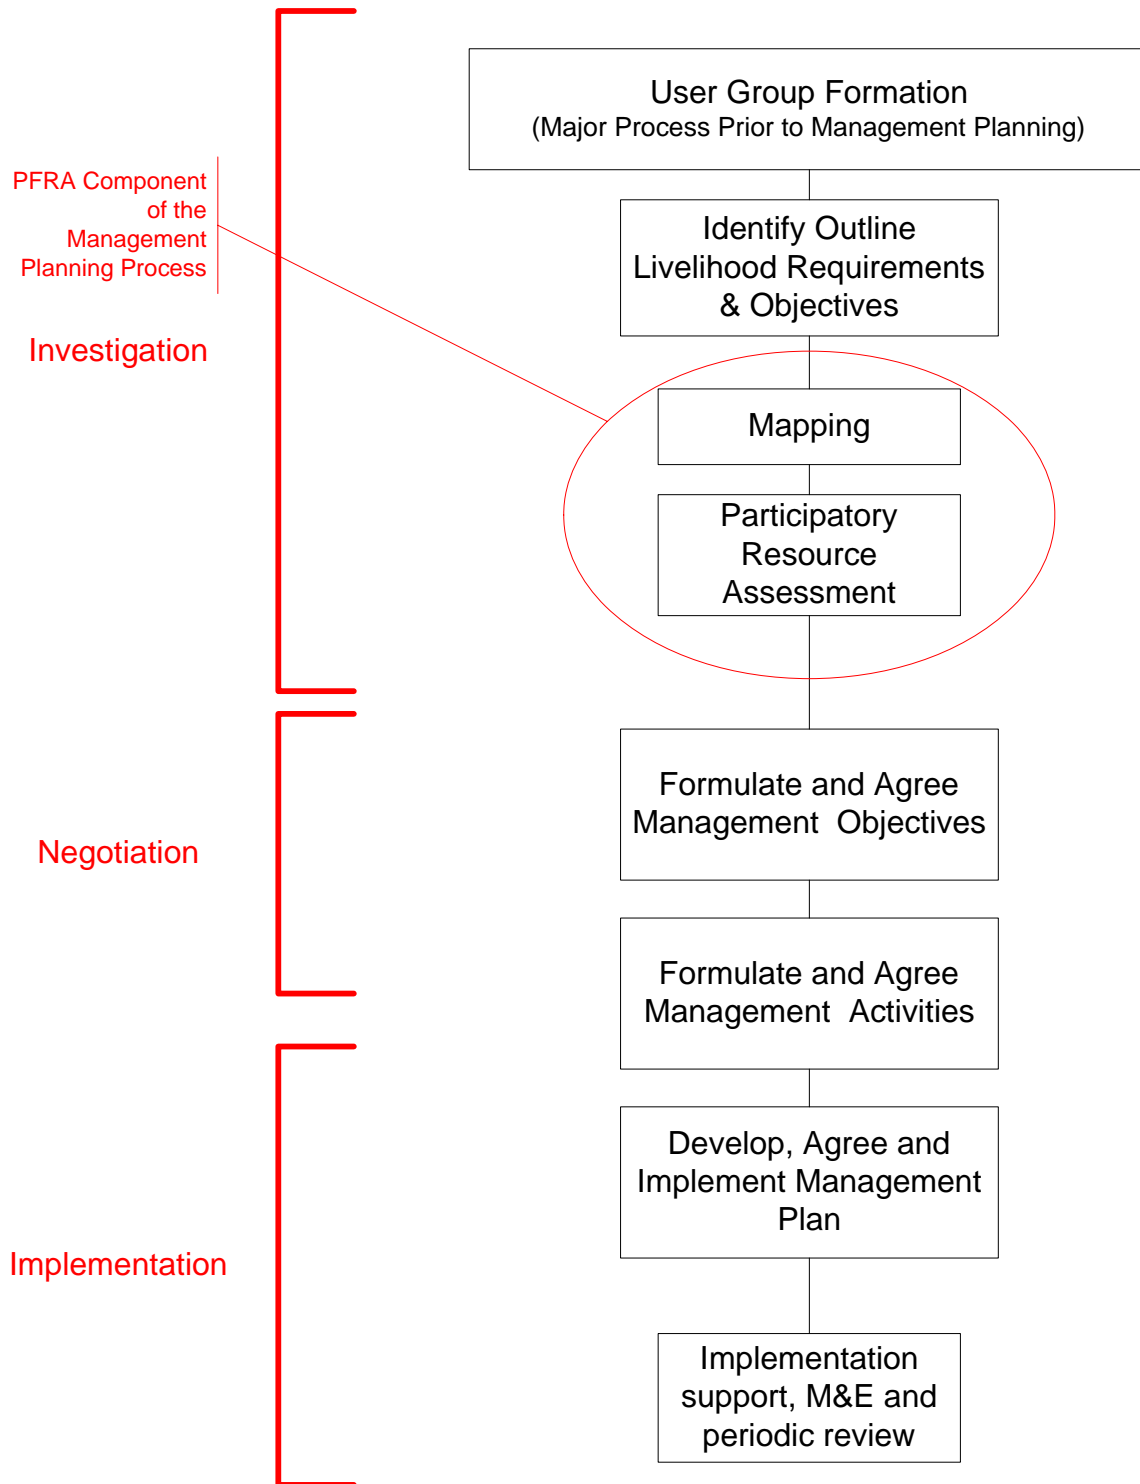 User Group Formation
(Major Process Prior to Management Planning)
PFRA Component
of the
Management
Planning Process
Identify Outline
Livelihood Requirements
& Objectives
Investigation
Mapping
Participatory
Resource
Assessment
Formulate and Agree
Management Objectives
Negotiation
Formulate and Agree
Management Activities
Develop, Agree and
Implement Management
Plan
Implementation
Implementation
support, M&E and
periodic review